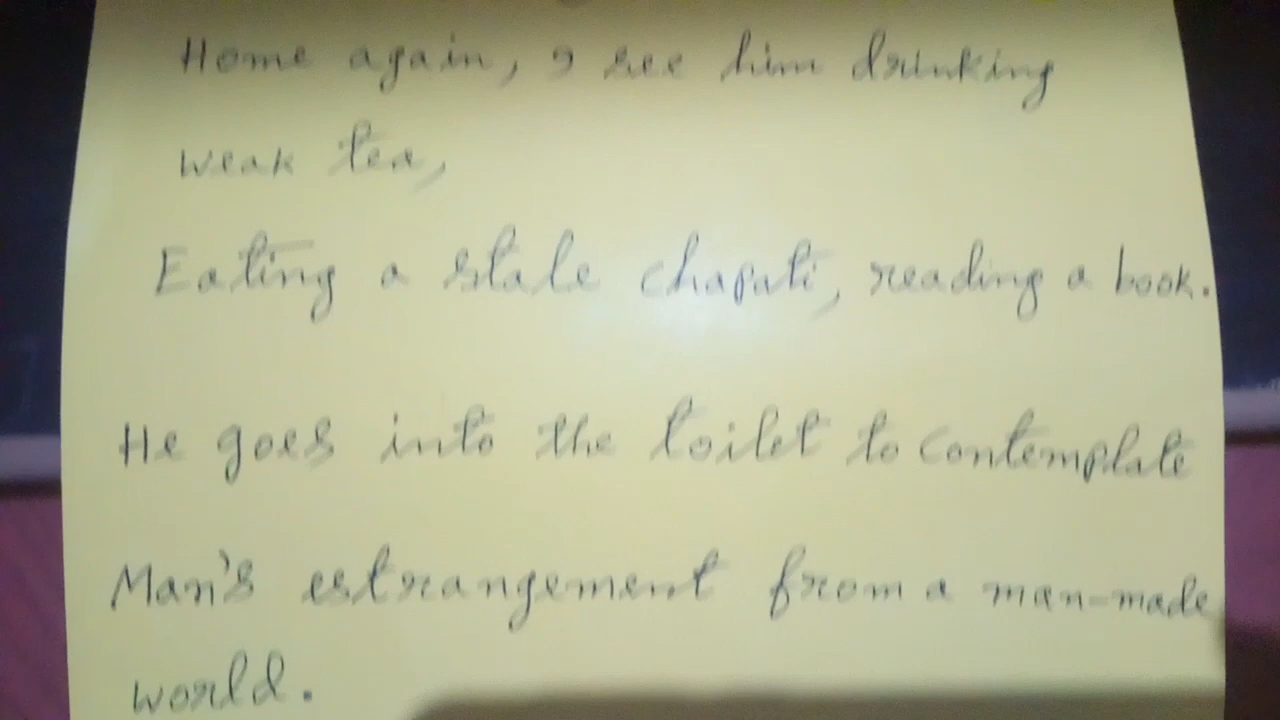 Home again, I see him drinking
weak tea,
Eating a stale chapati, reading a book.
He goes into the toilet to contemplate
Man's estrangement from a man-made
world.